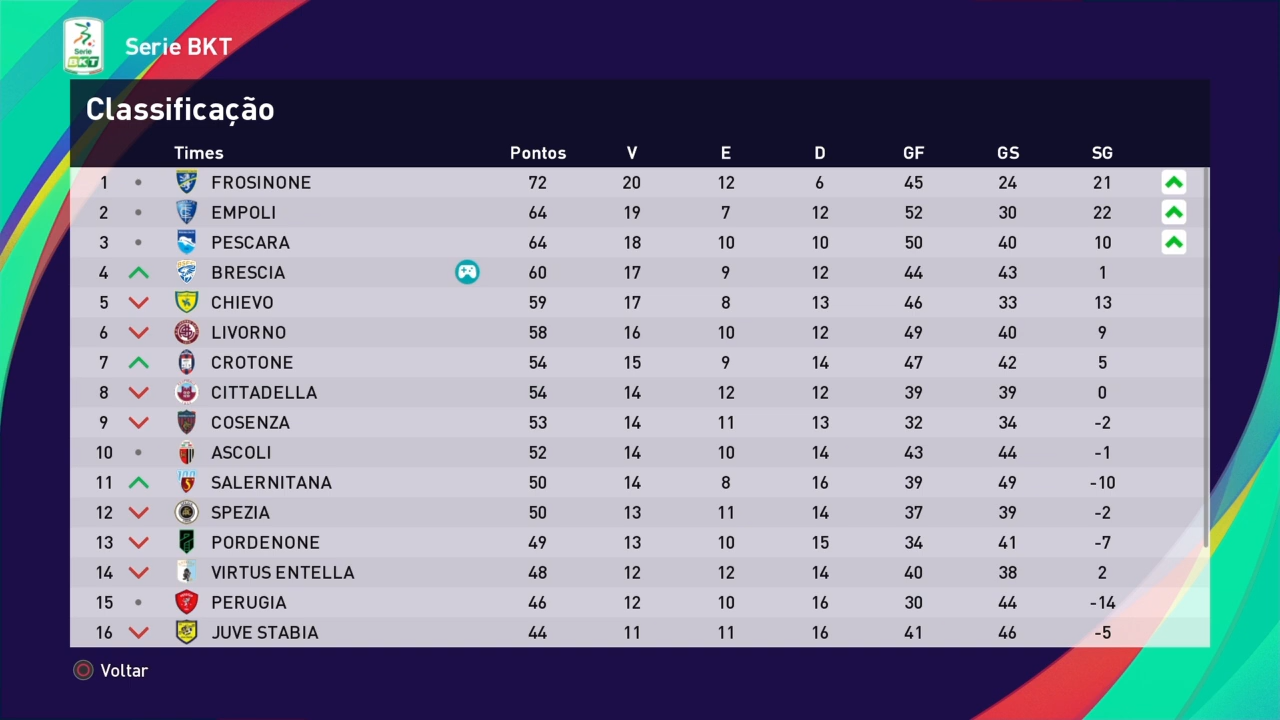 Serie BKT
Serie
BKT
Classificação
Times Pontos V E D GF GS SG
1 FROSINONE 72 20 12 6 45 24 21
2 EMPOLI 64 19 7 12 52 30 22
3 PESCARA 64 18 10 10 50 40 10
4 BRESCIA 60 17 9 12 44 43 1
5 CHIEVO 59 17 8 13 46 33 13
6 LIVORNO 58 16 10 12 49 40 9
7 CROTONE 54 15 9 14 47 42 5
8 CITTADELLA 54 14 12 12 39 39 0
9 COSENZA 53 14 11 13 32 34 -2
10 ASCOLI 52 14 10 14 43 44 -1
11 SALERNITANA 50 14 8 16 39 49 -10
12 SPEZIA 50 13 11 14 37 39 -2
13 PORDENONE 49 13 10 15 34 41 -7
14 VIRTUS ENTELLA 48 12 12 14 40 38 2
15 PERUGIA 46 12 10 16 30 44 -14
16 JUVE STABIA 44 11 11 16 41 46 -5
Voltar